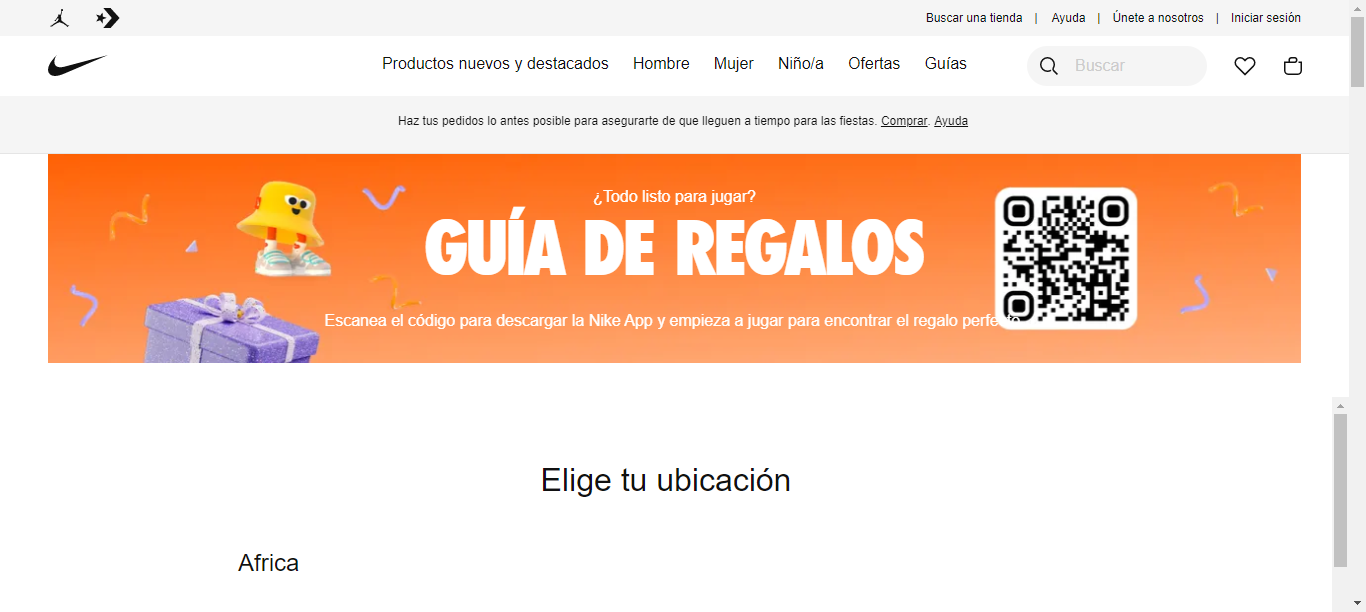 Buscar una tienda | Ayuda | Únete a nosotros | Iniciar sesión
Productos nuevos y destacados Hombre Mujer Niño/a Ofertas Guías Buscar
Haz tus pedidos lo antes posible para asegurarte de que lleguen a tiempo para las fiestas. Comprar. Ayuda
¿Todo listo para jugar?
GUÍA DE REGALOS
Escanea el código para descargar la Nike App y empieza a jugar para encontrar el regalo perfecto
Elige tu ubicación
Africa